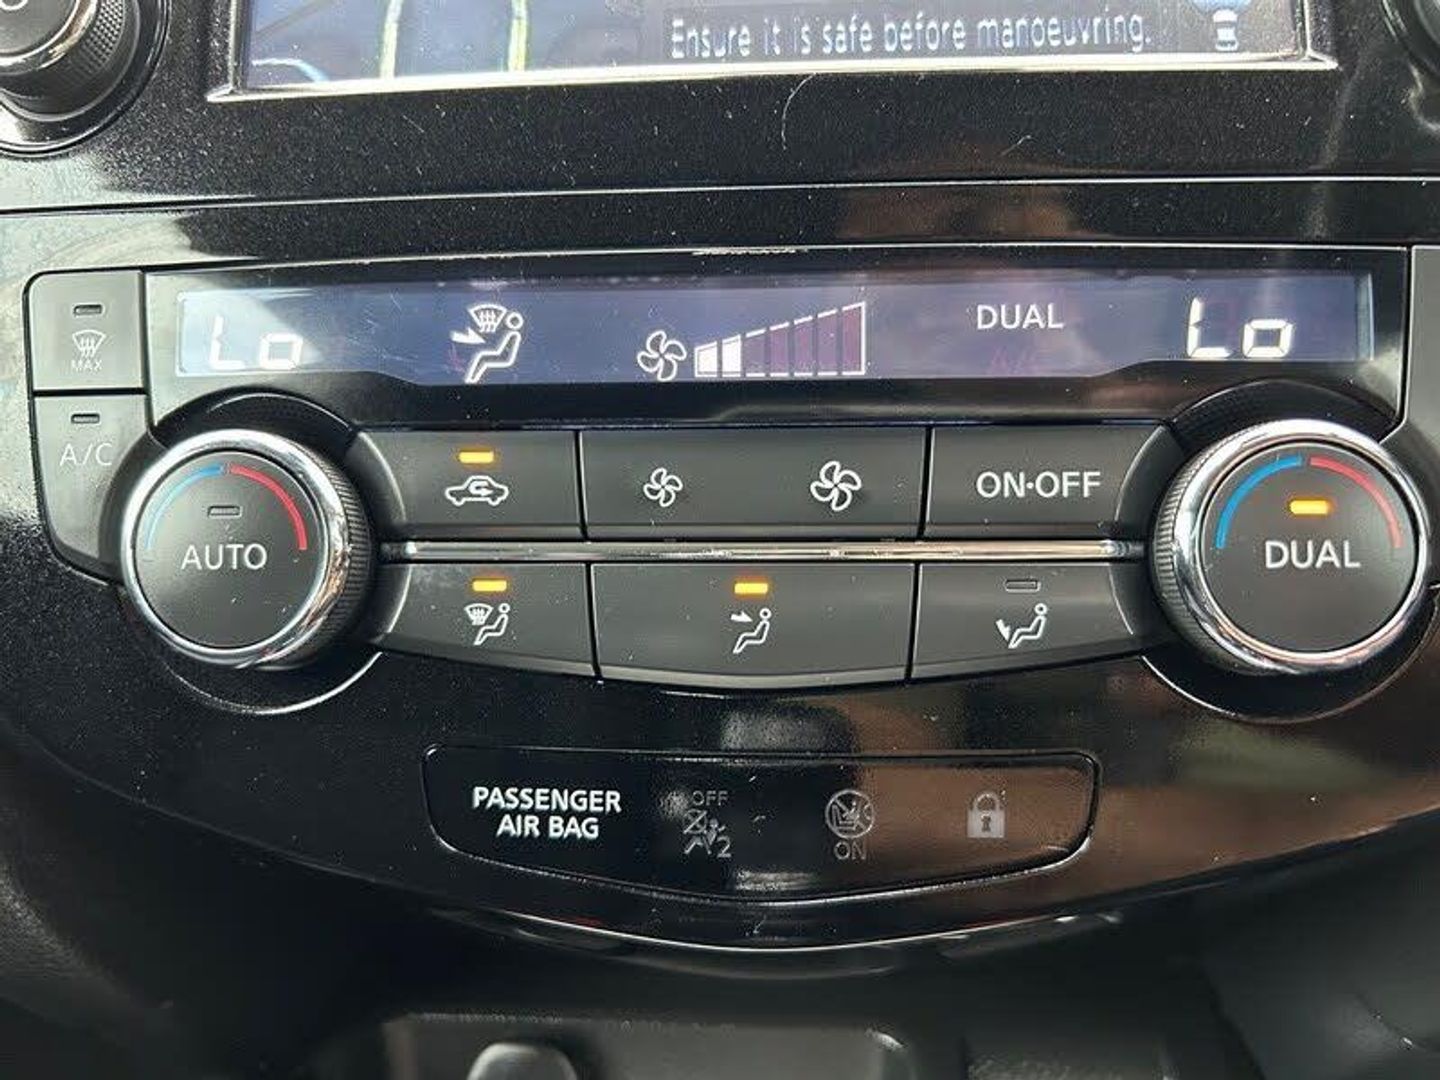 Ensure it is safe before manoeuvring.
Lo DUAL Lo
MAX
A/C
ON·OFF
AUTO
DUAL
PASSENGER
AIR BAG
OFF
2
ON